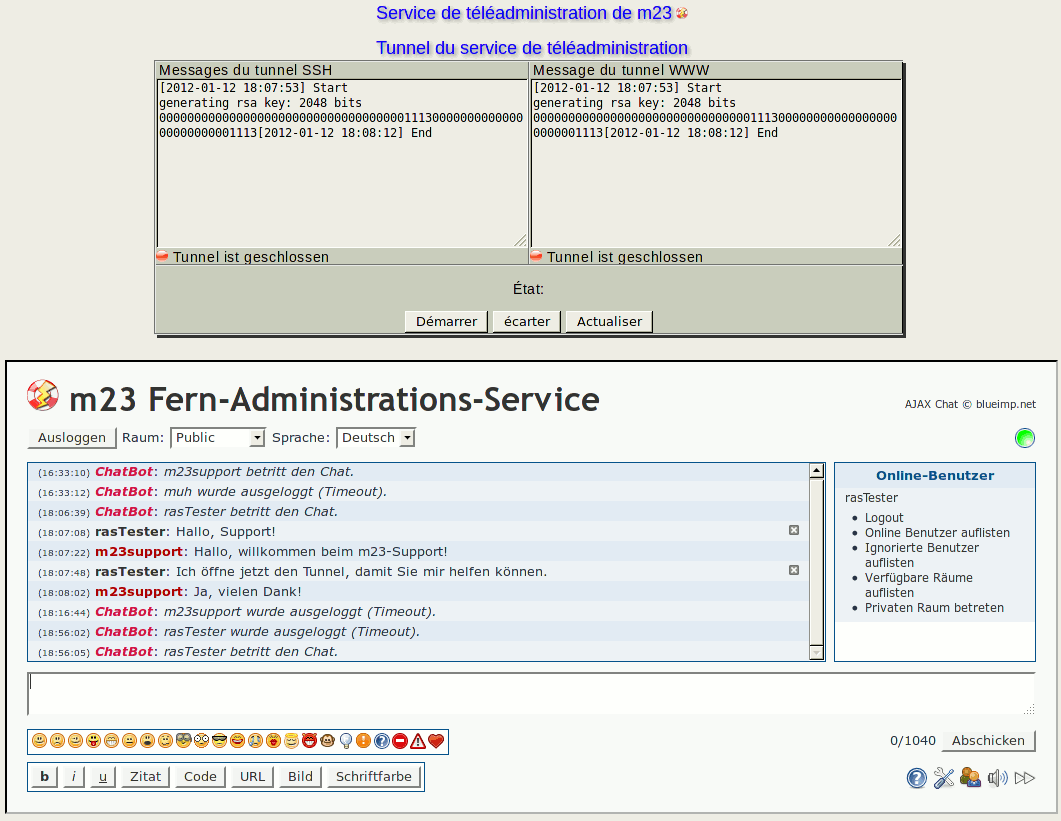 Service de téléadministration de m23
Tunnel du service de téléadministration
Messages du tunnel SSH
[2012-01-12 18:07:53] Start
generating rsa key: 2048 bits
000000000000000000000000000000000001113000000000000
00000000001113[2012-01-12 18:08:12] End
Tunnel ist geschlossen
Message du tunnel WWW
[2012-01-12 18:07:53] Start
generating rsa key: 2048 bits
000000000000000000000000000000011130000000000000000
0000001113[2012-01-12 18:08:12] End
Tunnel ist geschlossen
État:
Démarrer écarter Actualiser
m23 Fern-Administrations-Service
AJAX Chat © blueimp.net
Ausloggen Raum: Public Sprache: Deutsch
(16:33:10) ChatBot: m23support betritt den Chat.
(16:33:12) ChatBot: muh wurde ausgeloggt (Timeout).
(18:06:39) ChatBot: rasTester betritt den Chat.
(18:07:08) rasTester: Hallo, Support!
(18:07:22) m23support: Hallo, willkommen beim m23-Support!
(18:07:48) rasTester: Ich öffne jetzt den Tunnel, damit Sie mir helfen können.
(18:08:02) m23support: Ja, vielen Dank!
(18:16:44) ChatBot: m23support wurde ausgeloggt (Timeout).
(18:56:02) ChatBot: rasTester wurde ausgeloggt (Timeout).
(18:56:05) ChatBot: rasTester betritt den Chat.
Online-Benutzer
rasTester
Logout
Online Benutzer auflisten
Ignorierte Benutzer
auflisten
Verfügbare Räume
auflisten
Privaten Raum betreten
0/1040 Abschicken
b i u Zitat Code URL Bild Schriftfarbe